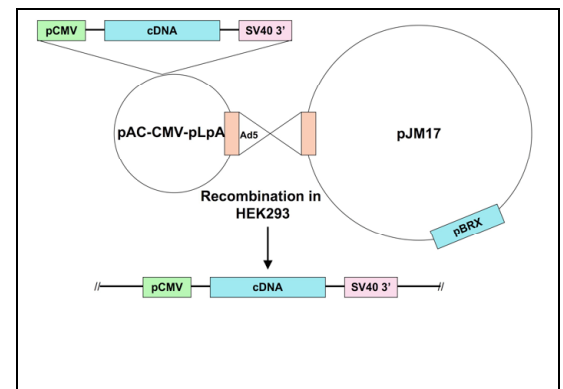 pCMV cDNA SV40 3'
pAC-CMV-pLpA Ad5 pJM17
pBRX
Recombination in
HEK293
// pCMV cDNA SV40 3' //